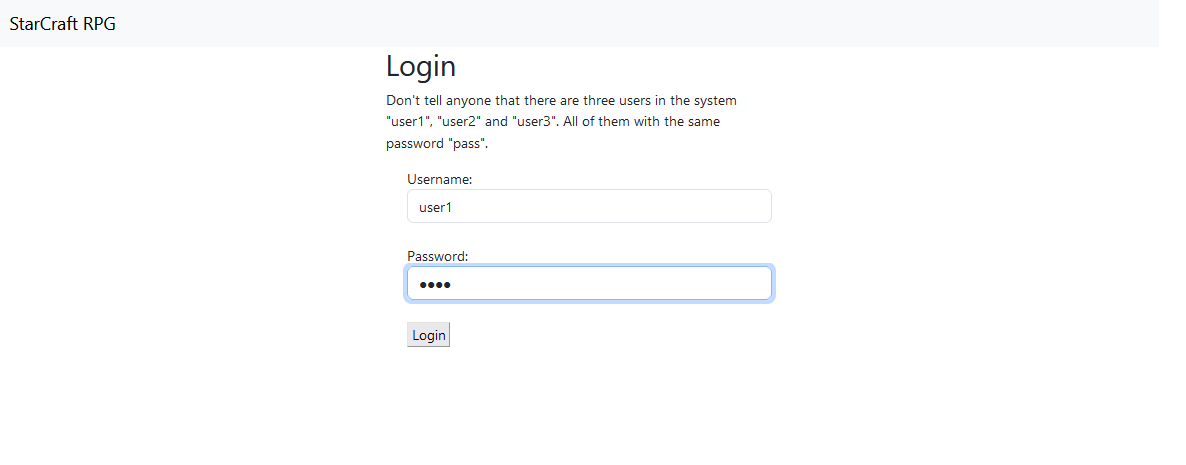 StarCraft RPG
Login
Don't tell anyone that there are three users in the system
"user1", "user2" and "user3". All of them with the same
password "pass".
Username:
user1
Password:
••••
Login